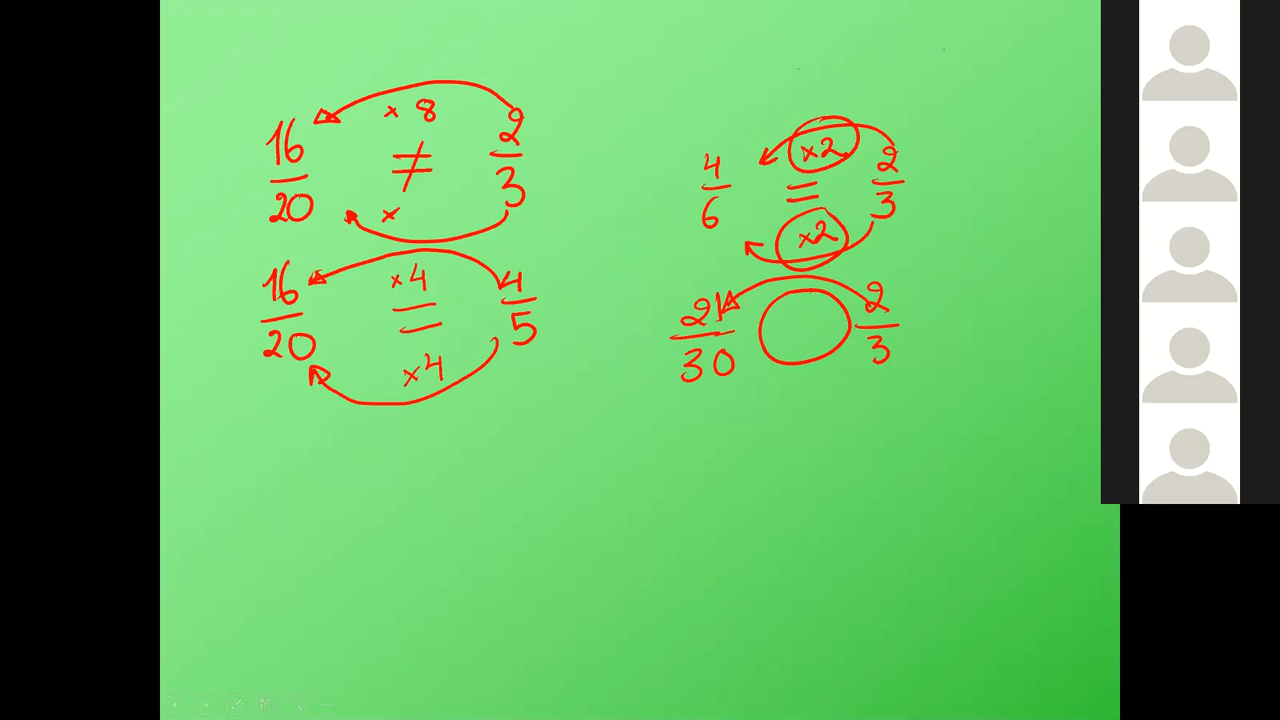 × 8
16/20 ≠ 2/3
×
×4
16/20 = 4/5
×4
×2
4/6 = 2/3
×2
21/30 2/3